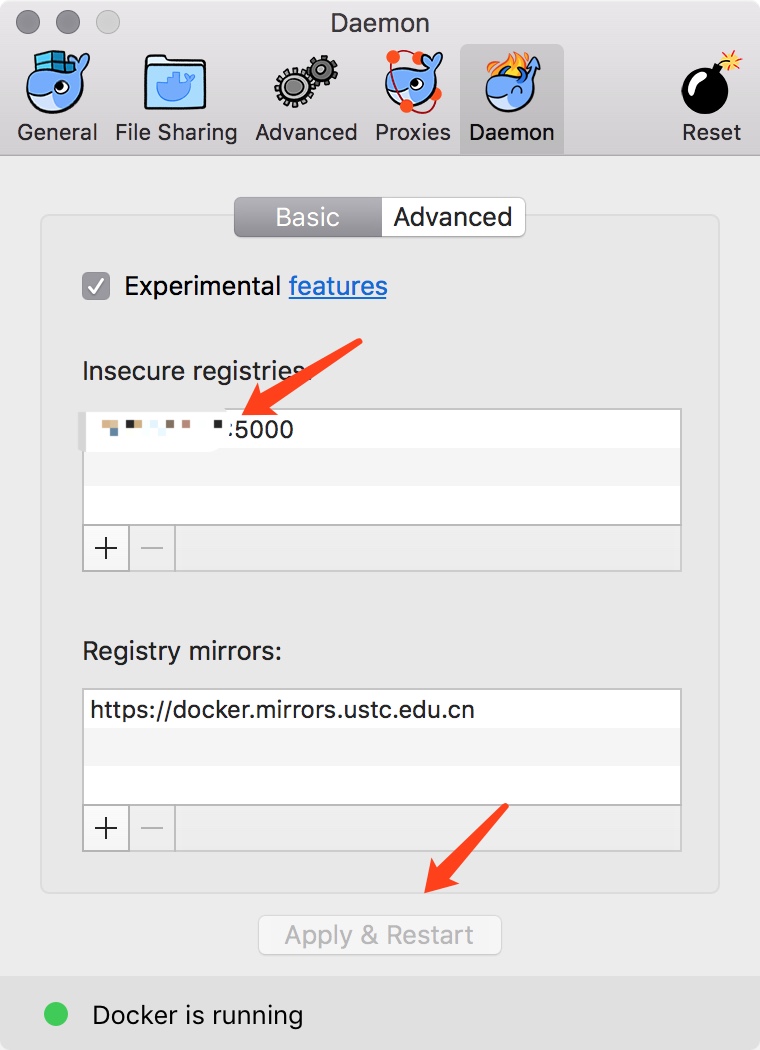 Daemon
General File Sharing Advanced Proxies Daemon Reset
Basic Advanced
Experimental features
Insecure registries:
:5000
Registry mirrors:
https://docker.mirrors.ustc.edu.cn
Apply & Restart
Docker is running